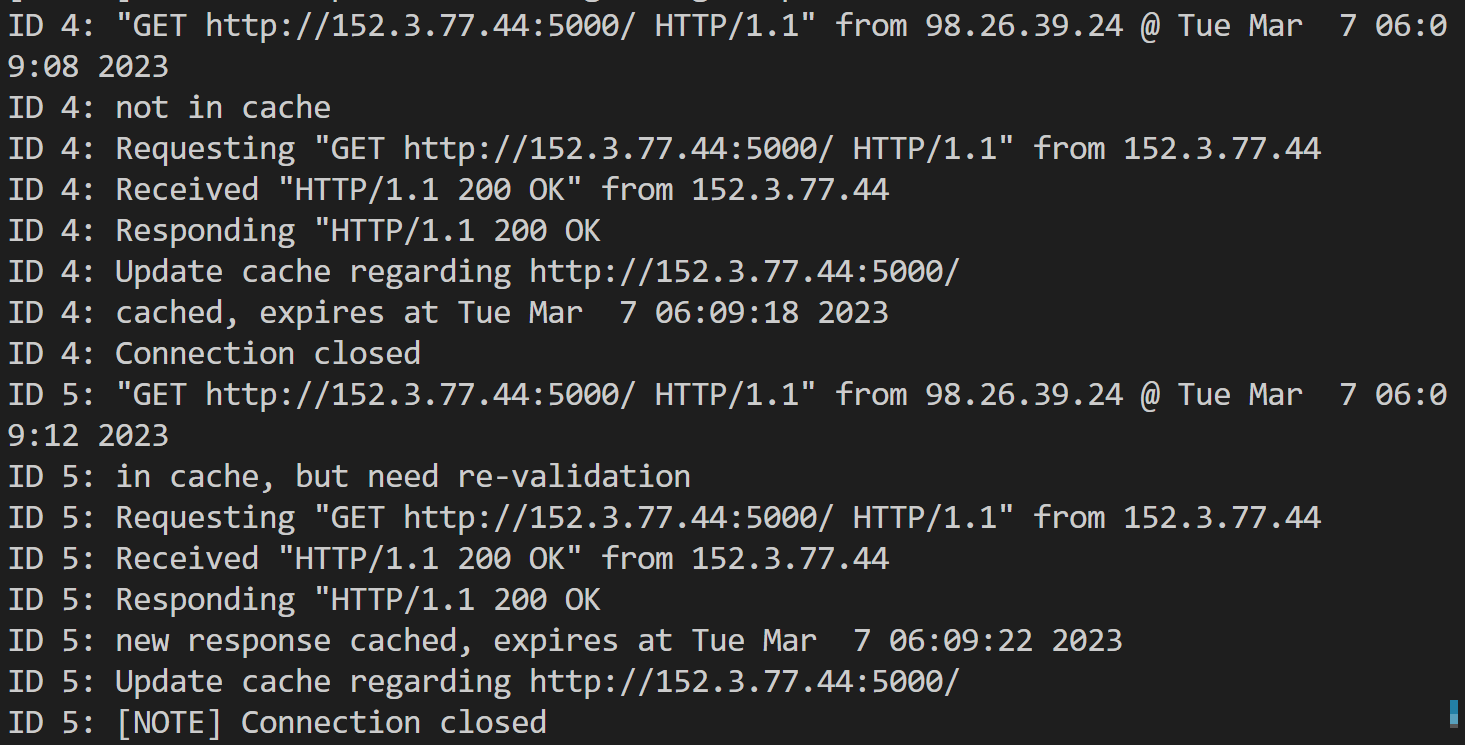 ID 4: "GET http://152.3.77.44:5000/ HTTP/1.1" from 98.26.39.24 @ Tue Mar  7 06:0
9:08 2023
ID 4: not in cache
ID 4: Requesting "GET http://152.3.77.44:5000/ HTTP/1.1" from 152.3.77.44
ID 4: Received "HTTP/1.1 200 OK" from 152.3.77.44
ID 4: Responding "HTTP/1.1 200 OK
ID 4: Update cache regarding http://152.3.77.44:5000/
ID 4: cached, expires at Tue Mar  7 06:09:18 2023
ID 4: Connection closed
ID 5: "GET http://152.3.77.44:5000/ HTTP/1.1" from 98.26.39.24 @ Tue Mar  7 06:0
9:12 2023
ID 5: in cache, but need re-validation
ID 5: Requesting "GET http://152.3.77.44:5000/ HTTP/1.1" from 152.3.77.44
ID 5: Received "HTTP/1.1 200 OK" from 152.3.77.44
ID 5: Responding "HTTP/1.1 200 OK
ID 5: new response cached, expires at Tue Mar  7 06:09:22 2023
ID 5: Update cache regarding http://152.3.77.44:5000/
ID 5: [NOTE] Connection closed